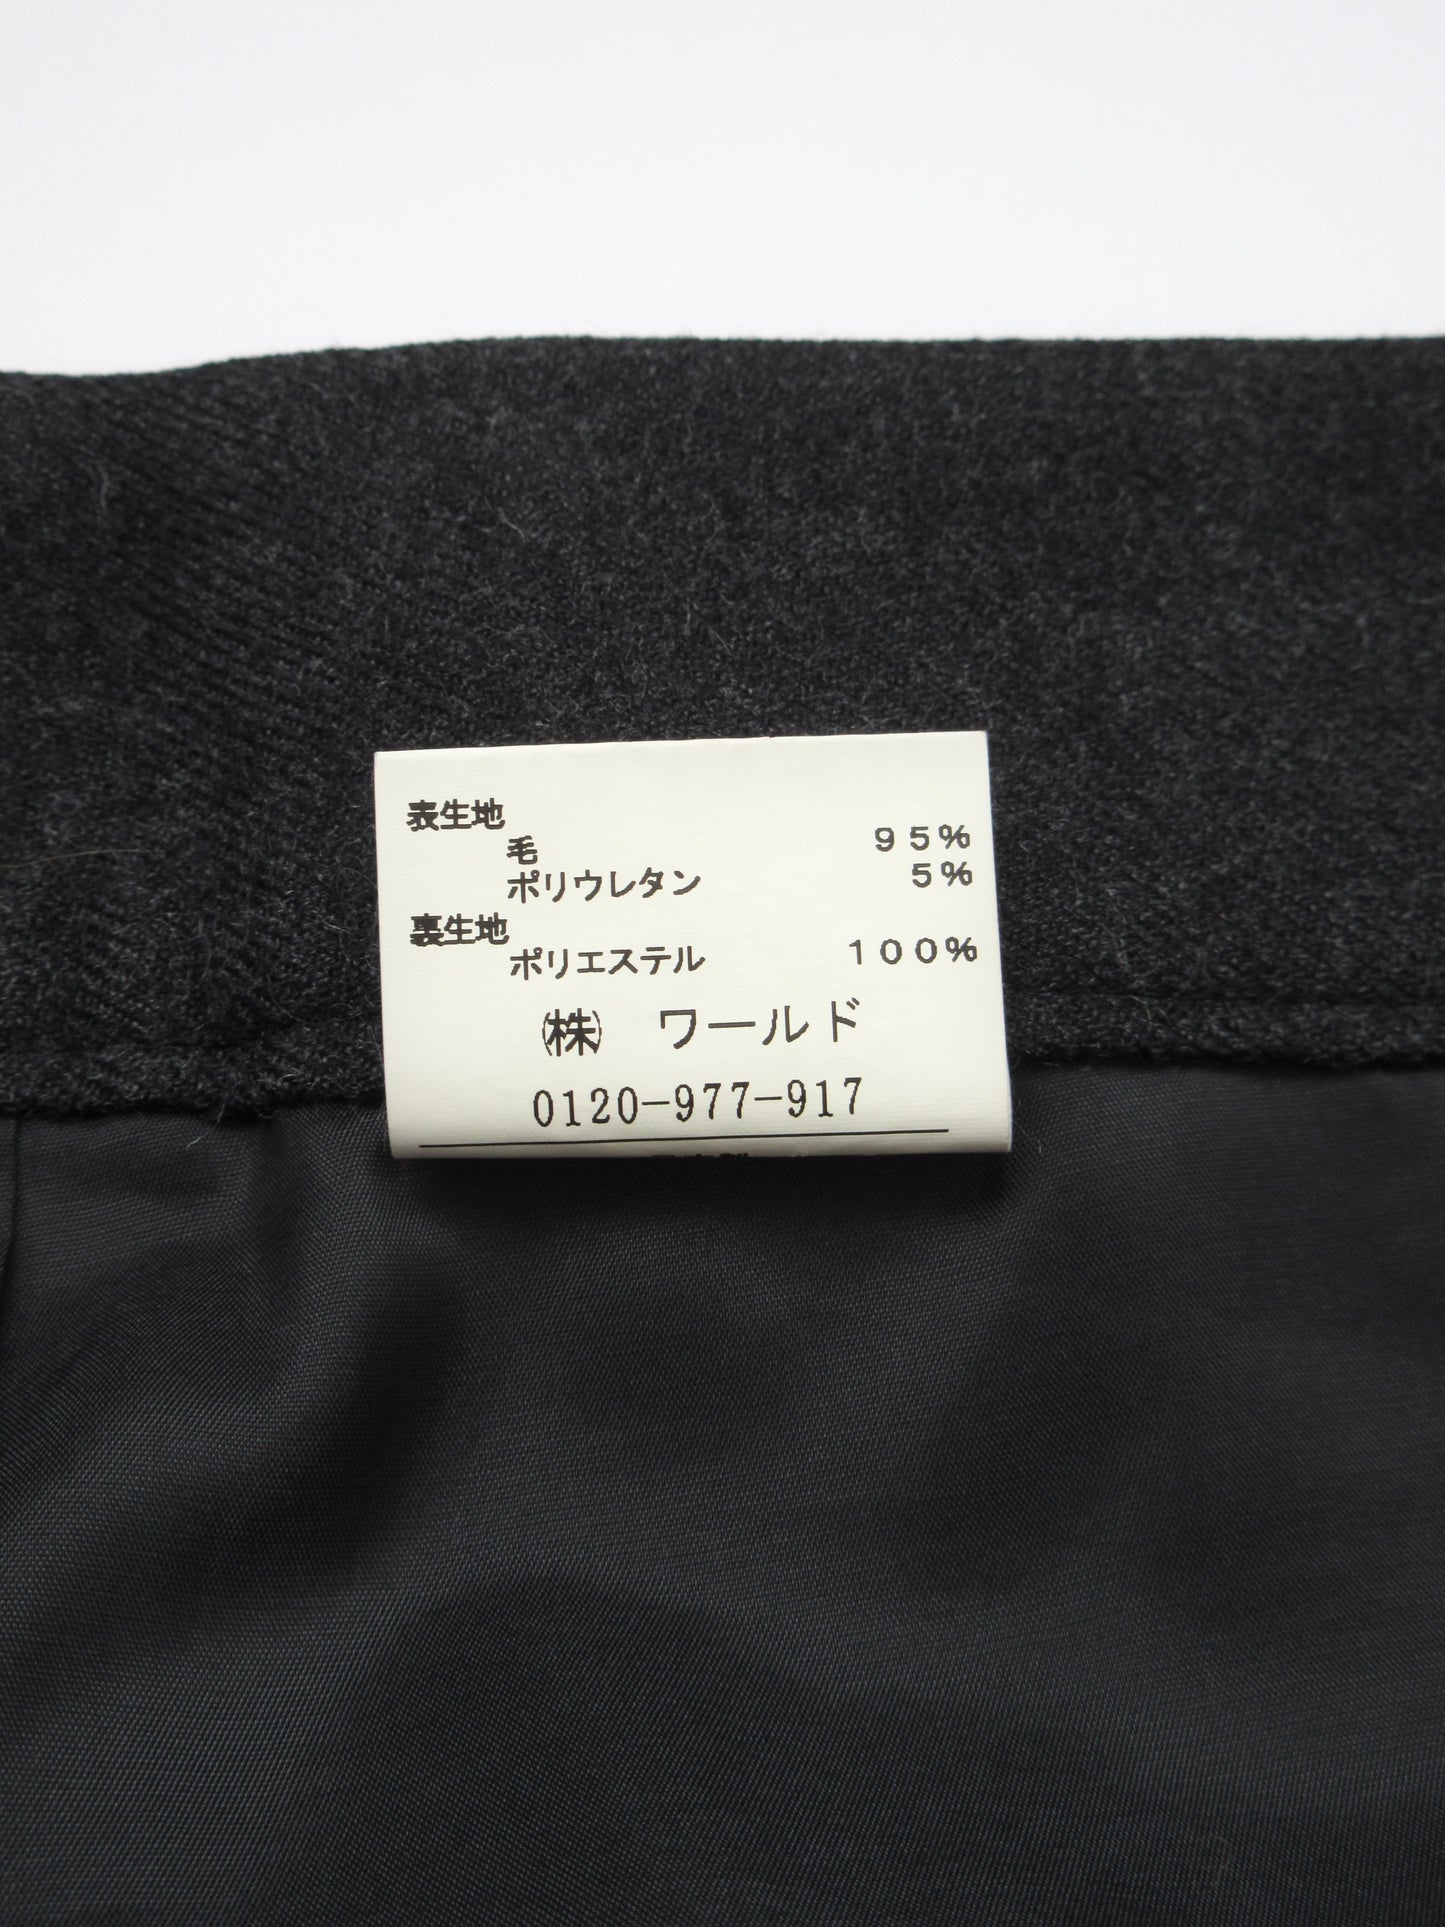 表生地
毛 95%
ポリウレタン 5%
裏生地
ポリエステル 100%
㈱ ワールド
0120-977-917